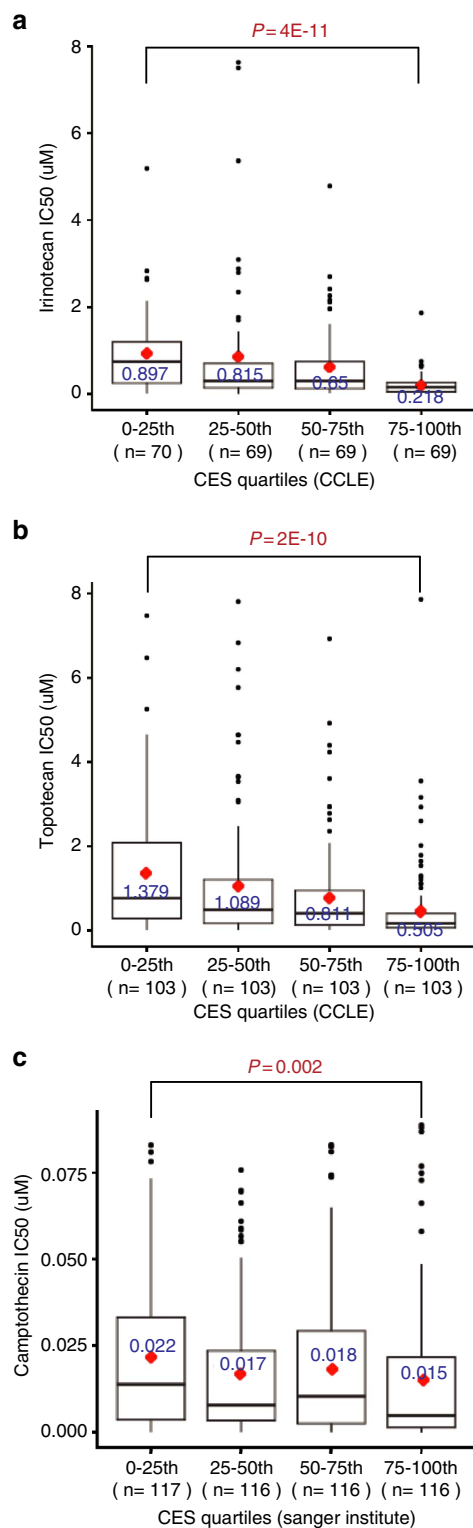 a
P=4E-11
8
6
4
2
0
Irinotecan IC50 (uM)
0.897
0.815
0.65
0.218
0-25th 25-50th 50-75th 75-100th
( n= 70 ) ( n= 69) ( n= 69 ) ( n= 69)
CES quartiles (CCLE)
b
P=2E-10
8
6
4
2
0
Topotecan IC50 (uM)
1.379
1.089
0.811
0.505
0-25th 25-50th 50-75th 75-100th
( n= 103 ) ( n= 103) ( n= 103 ) ( n= 103 )
CES quartiles (CCLE)
c
P=0.002
0.075
0.050
0.025
0.000
Camptothecin IC50 (uM)
0.022
0.017
0.018
0.015
0-25th 25-50th 50-75th 75-100th
( n= 117 ) ( n= 116 ) ( n= 116 ) ( n= 116 )
CES quartiles (sanger institute)